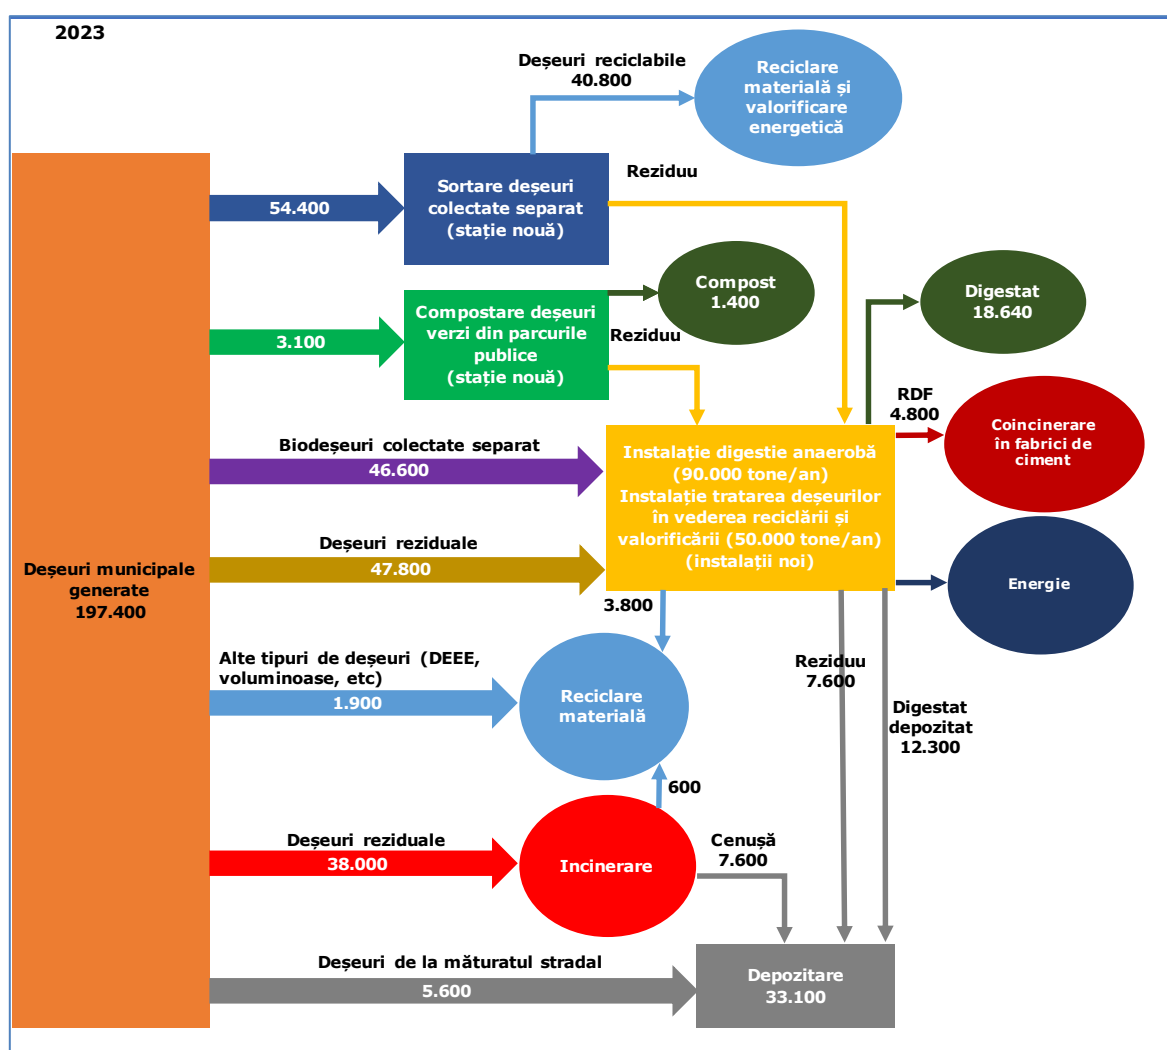 2023
Deșeuri reciclabile
40.800
Reciclare
materială și
valorificare
energetică
54.400
Sortare deșeuri
colectate separat
(stație nouă)
Reziduu
3.100
Compostare deșeuri
verzi din parcurile
publice
(stație nouă)
Compost
1.400
Reziduu
Digestat
18.640
RDF
4.800
Coincinerare
în fabrici de
ciment
Biodeșeuri colectate separat
46.600
Instalație digestie anaerobă
(90.000 tone/an)
Instalație tratarea deșeurilor
în vederea reciclării și
valorificării (50.000 tone/an)
(instalații noi)
Deșeuri reziduale
47.800
Energie
Deșeuri municipale
generate
197.400
3.800
Alte tipuri de deșeuri (DEEE,
voluminoase, etc)
1.900
Reciclare
materială
Reziduu
7.600
Digestat
depozitat
12.300
600
Deșeuri reziduale
38.000
Incinerare
Cenușă
7.600
Deșeuri de la măturatul stradal
5.600
Depozitare
33.100